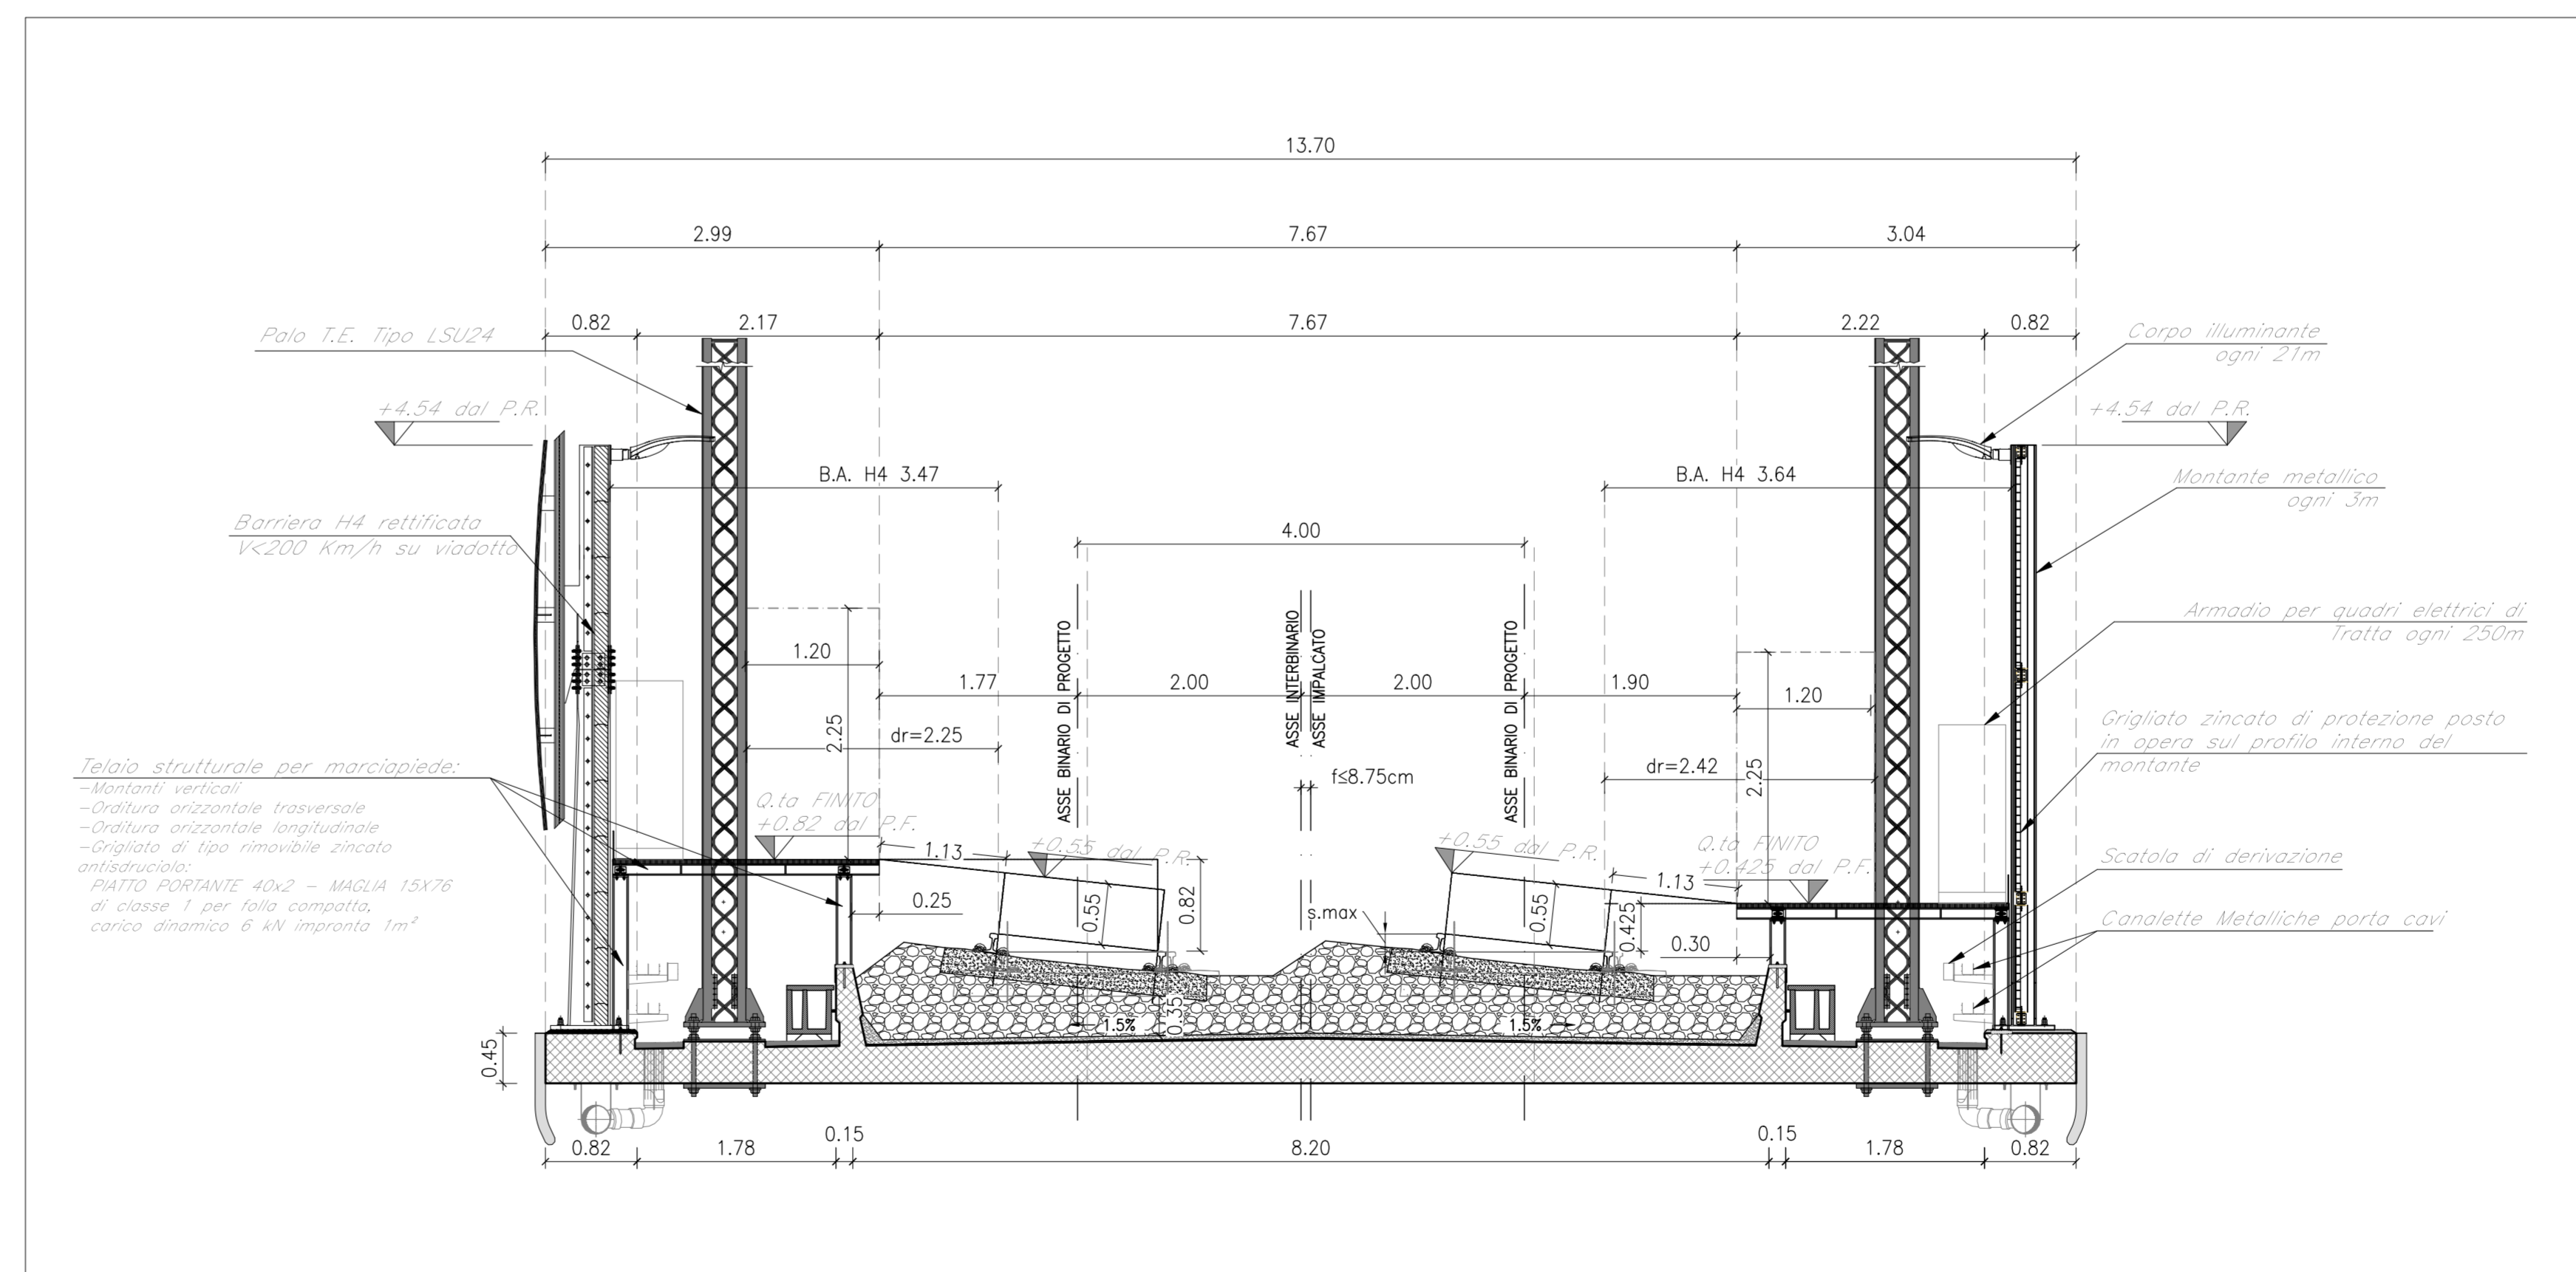 13.70
2.99
7.67
3.04
0.82
2.17
7.67
2.22
0.82
Palo T.E. Tipo LSU24
Corpo illuminante
ogni 21m
+4.54 dal P.R.
+4.54 dal P.R.
B.A. H4 3.47
B.A. H4 3.64
Montante metallico
ogni 3m
Barriera H4 rettificata
V<200 Km/h su viadotto
4.00
Armadio per quadri elettrici di
Tratta ogni 250m
ASSE BINARIO DI PROGETTO
ASSE INTERBINARIO
ASSE IMPALCATO
ASSE BINARIO DI PROGETTO
1.20
1.77
2.00
2.00
1.90
1.20
2.25
dr=2.25
dr=2.42
2.25
f≤8.75cm
Grigliato zincato di protezione posto
in opera sul profilo interno del
montante
Telaio strutturale per marciapiede:
-Montanti verticali
-Orditura orizzontale trasversale
-Orditura orizzontale longitudinale
-Grigliato di tipo rimovibile zincato
antisdruciolo:
PIATTO PORTANTE 40x2 - MAGLIA 15X76
di classe 1 per folla compatta,
carico dinamico 6 kN impronta 1m²
Q.ta FINITO
+0.82 dal P.F.
1.13
+0.55 dal P.R.
+0.55 dal P.R.
1.13
Q.ta FINITO
+0.425 dal P.F.
Scatola di derivazione
Canalette Metalliche porta cavi
0.25
0.55
0.82
s.max
0.55
0.425
0.30
1.5%
0.35
1.5%
0.45
0.82
1.78
0.15
8.20
0.15
1.78
0.82